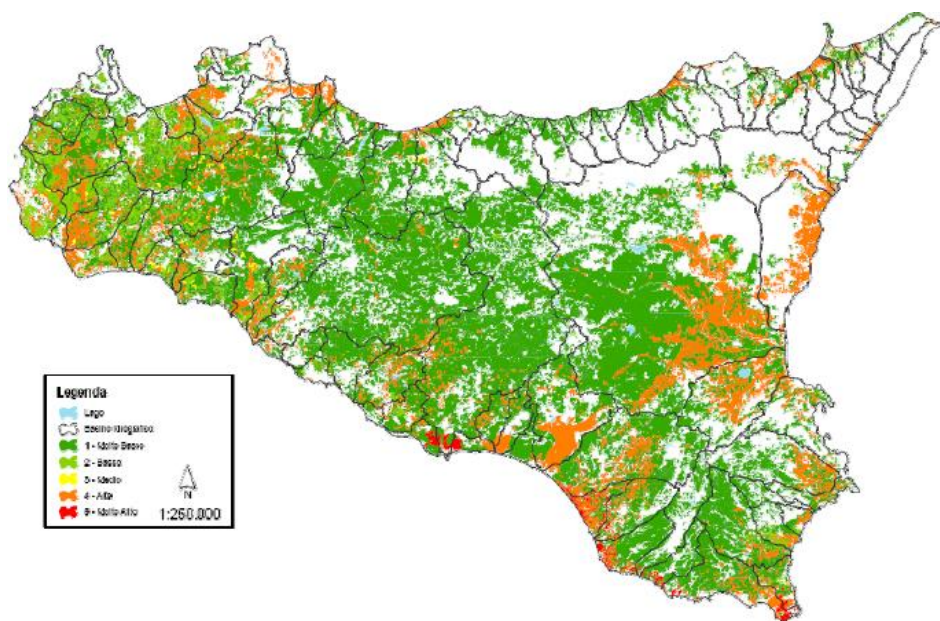 Legenda
Lago
Bacino Idrografico
1 - Molto Basso
2 - Basso
3 - Medio
4 - Alto
5 - Molto Alto
N
1:250.000